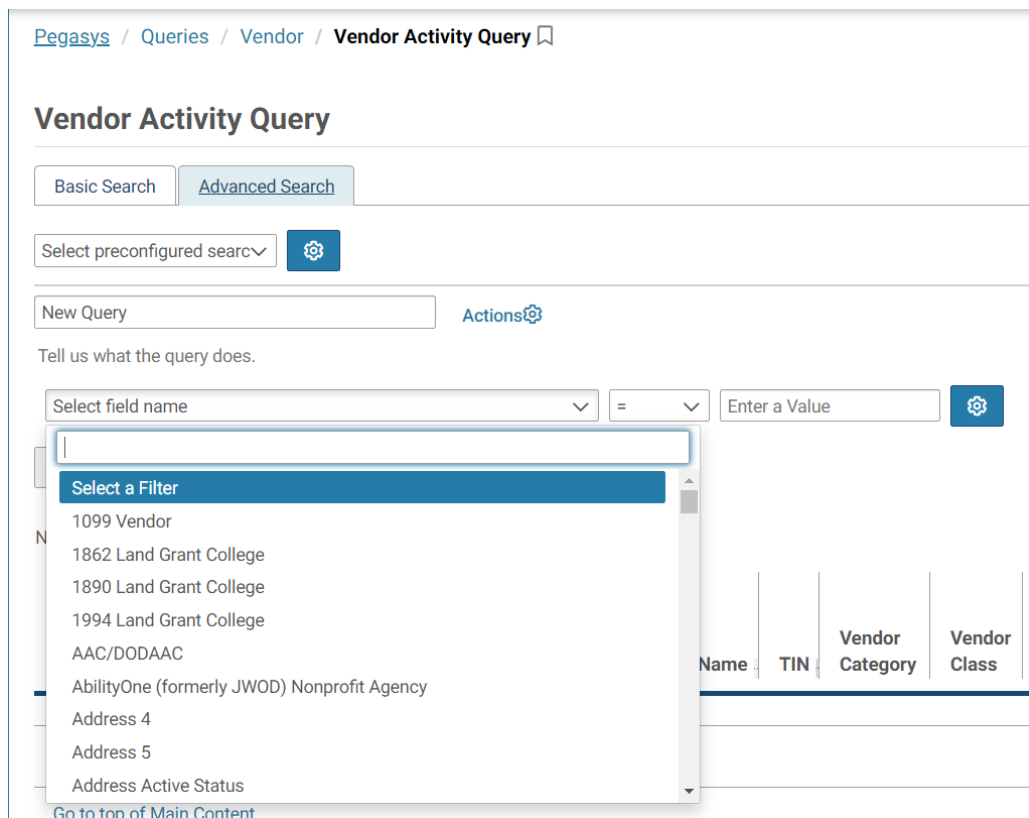 Pegasys / Queries / Vendor / Vendor Activity Query
Vendor Activity Query
Basic Search
Advanced Search
Select preconfigured searc
New Query
Actions
Tell us what the query does.
Select field name
=
Enter a Value
Select a Filter
1099 Vendor
1862 Land Grant College
1890 Land Grant College
1994 Land Grant College
AAC/DODAAC
AbilityOne (formerly JWOD) Nonprofit Agency
Address 4
Address 5
Address Active Status
N
Name
TIN
Vendor
Category
Vendor
Class
Go to top of Main Content